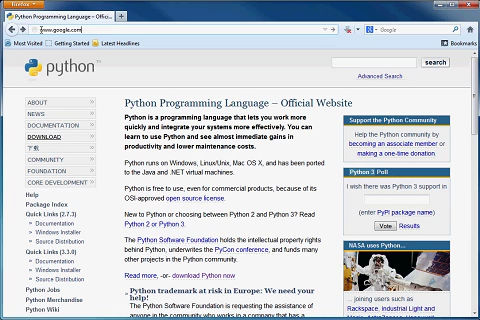 Firefox
Python Programming Language – Offici...
www.google.com
Google
Most Visited
Getting Started
Latest Headlines
Bookmarks
python
search
Advanced Search
ABOUT
NEWS
DOCUMENTATION
DOWNLOAD
下载
COMMUNITY
FOUNDATION
CORE DEVELOPMENT
Help
Package Index
Quick Links (2.7.3)
Documentation
Windows Installer
Source Distribution
Quick Links (3.3.0)
Documentation
Windows Installer
Source Distribution
Python Jobs
Python Merchandise
Python Wiki
Python Programming Language – Official Website
Python is a programming language that lets you work more
quickly and integrate your systems more effectively. You can
learn to use Python and see almost immediate gains in
productivity and lower maintenance costs.
Python runs on Windows, Linux/Unix, Mac OS X, and has been ported
to the Java and .NET virtual machines.
Python is free to use, even for commercial products, because of its
OSI-approved open source license.
New to Python or choosing between Python 2 and Python 3? Read
Python 2 or Python 3.
The Python Software Foundation holds the intellectual property rights
behind Python, underwrites the PyCon conference, and funds many
other projects in the Python community.
Read more, -or- download Python now
Python trademark at risk in Europe: We need your
help!
The Python Software Foundation is requesting the assistance of
anyone in the community who works in a company that has a
Support the Python Community
Help the Python community by
becoming an associate member or
making a one-time donation.
Python 3 Poll
I wish there was Python 3 support in
(enter PyPI package name)
Vote
Results
NASA uses Python...
... joining users such as
Rackspace, Industrial Light and